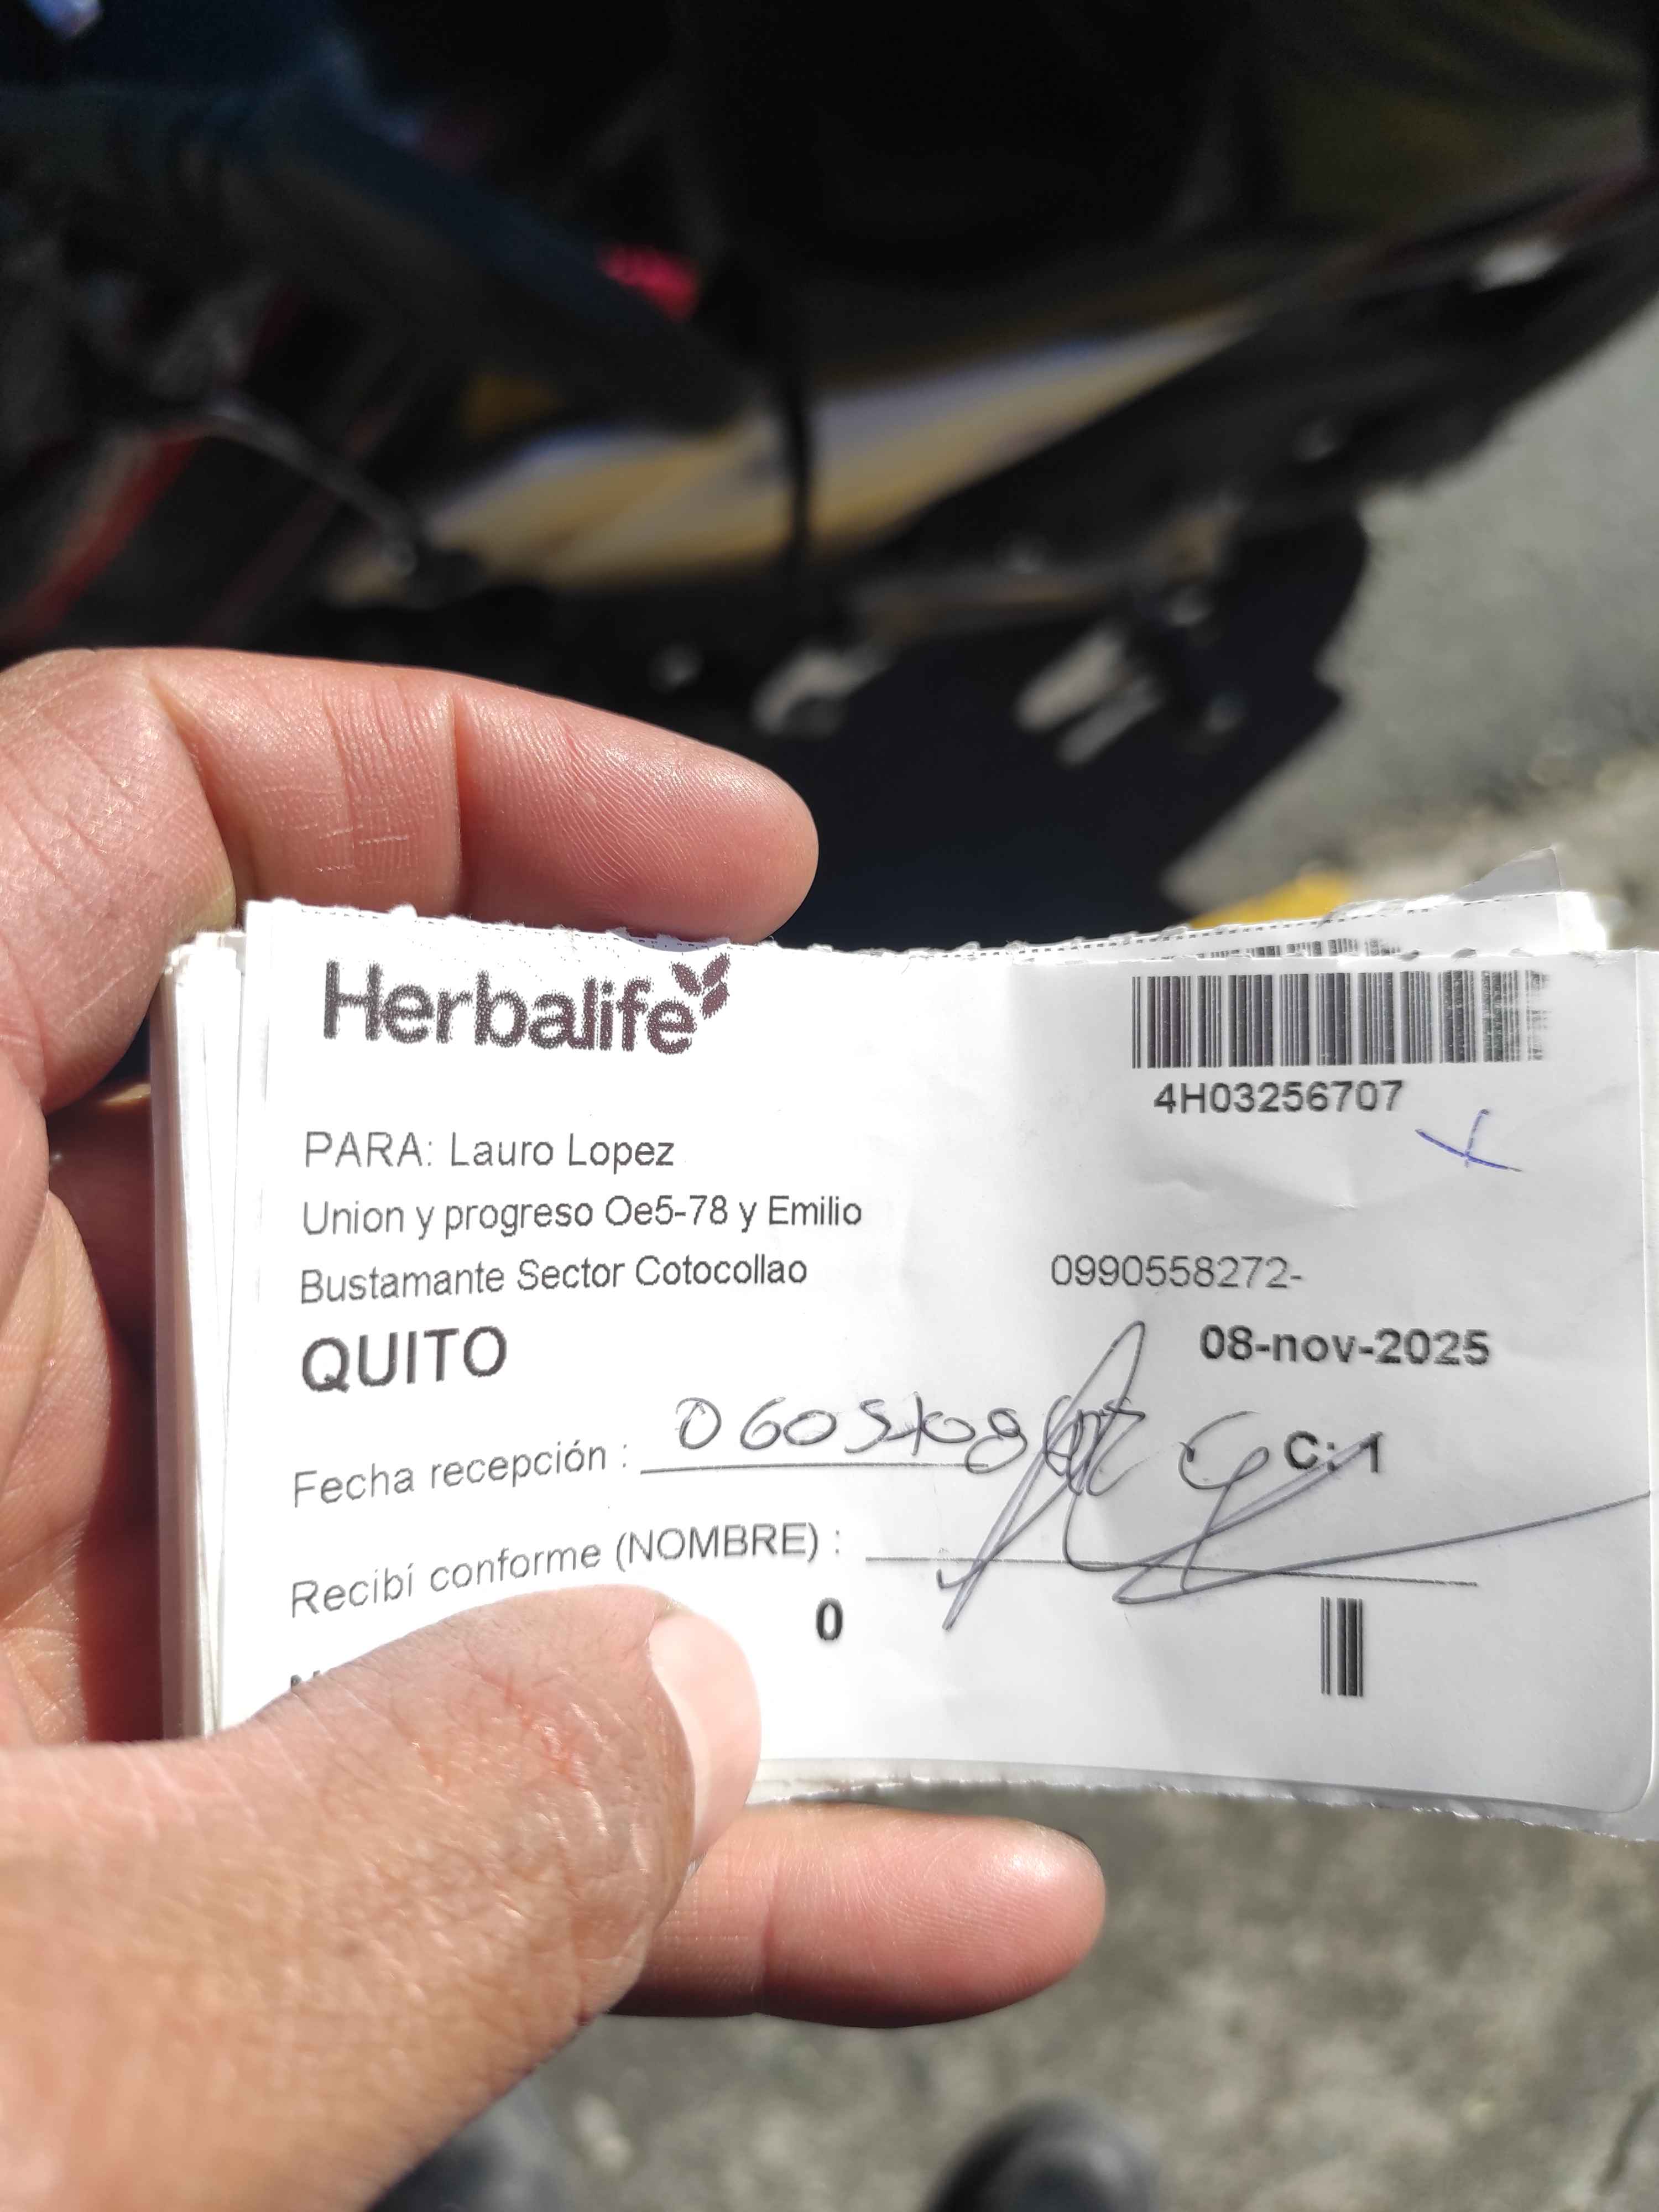 Herbalife
4H03256707
PARA: Lauro Lopez
Union y progreso Oe5-78 y Emilio
Bustamante Sector Cotocollao
0990558272-
QUITO
08-nov-2025
Fecha recepción :
C: 1
Recibí conforme (NOMBRE) :
0